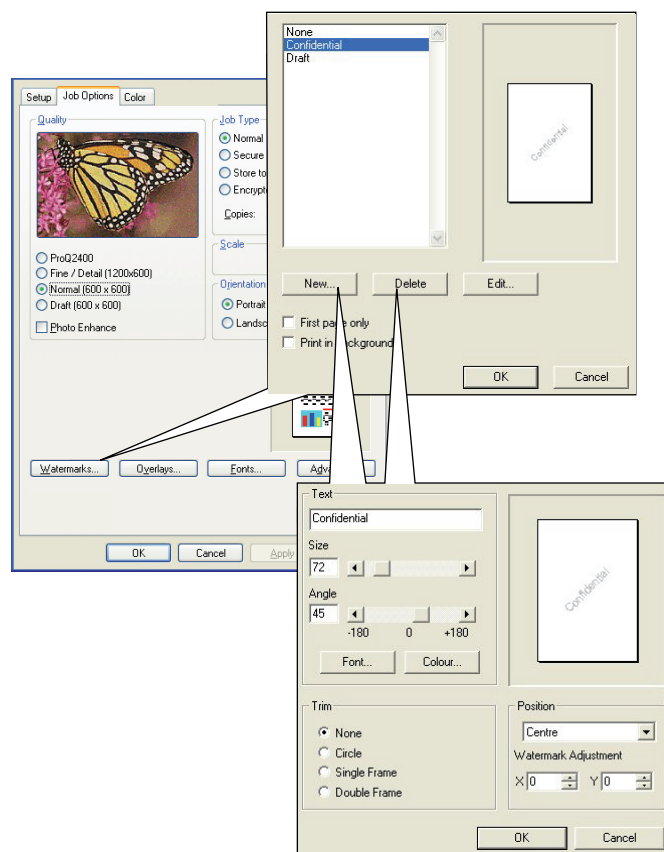 None
Confidential
Draft
Confidential
New...
Delete
Edit...
First page only
Print in background
OK
Cancel
Setup
Job Options
Color
Quality
ProQ2400
Fine / Detail (1200x600)
Normal (600 x 600)
Draft (600 x 600)
Photo Enhance
Job Type
Normal
Secure
Store to
Encrypt
Copies:
Scale
Orientation
Portrait
Landsc
Watermarks...
Overlays...
Fonts...
Adva
OK
Cancel
Apply
Text
Confidential
Size
72
Angle
45
-180 0 +180
Font...
Colour...
Confidential
Trim
None
Circle
Single Frame
Double Frame
Position
Centre
Watermark Adjustment
X 0 Y 0
OK
Cancel